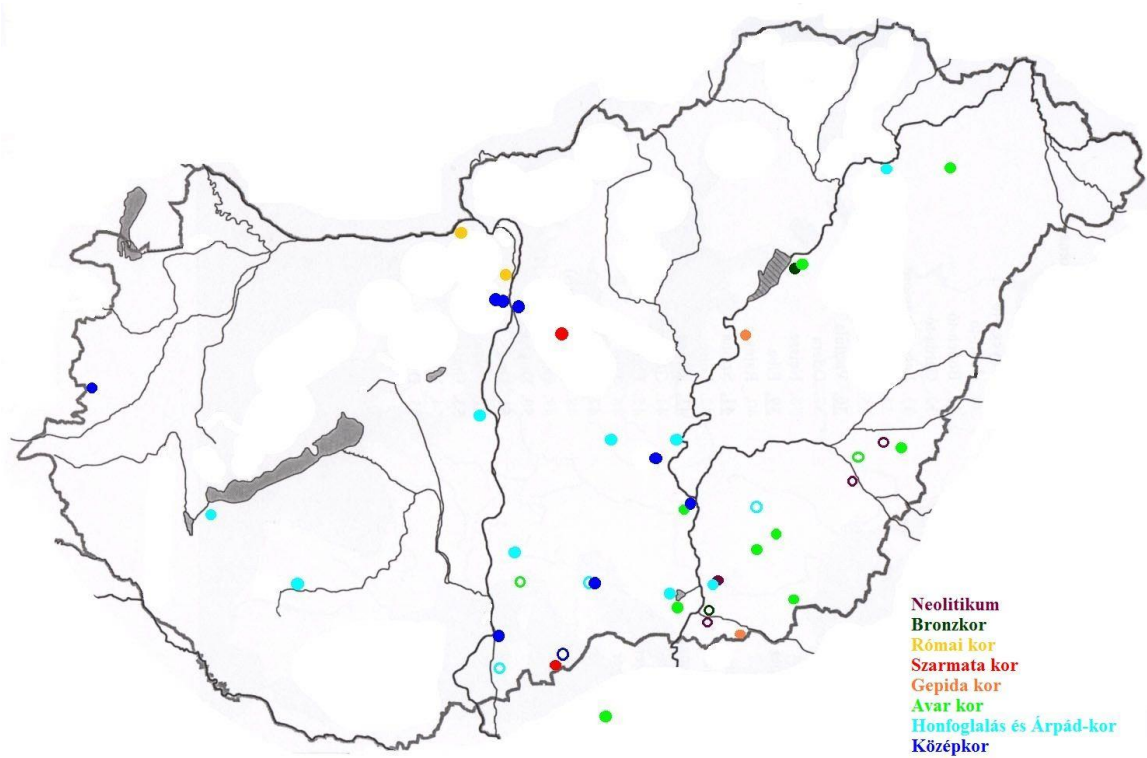 Neolitikum
Bronzkor
Római kor
Szarmata kor
Gepida kor
Avar kor
Honfoglalás és Árpád-kor
Középkor